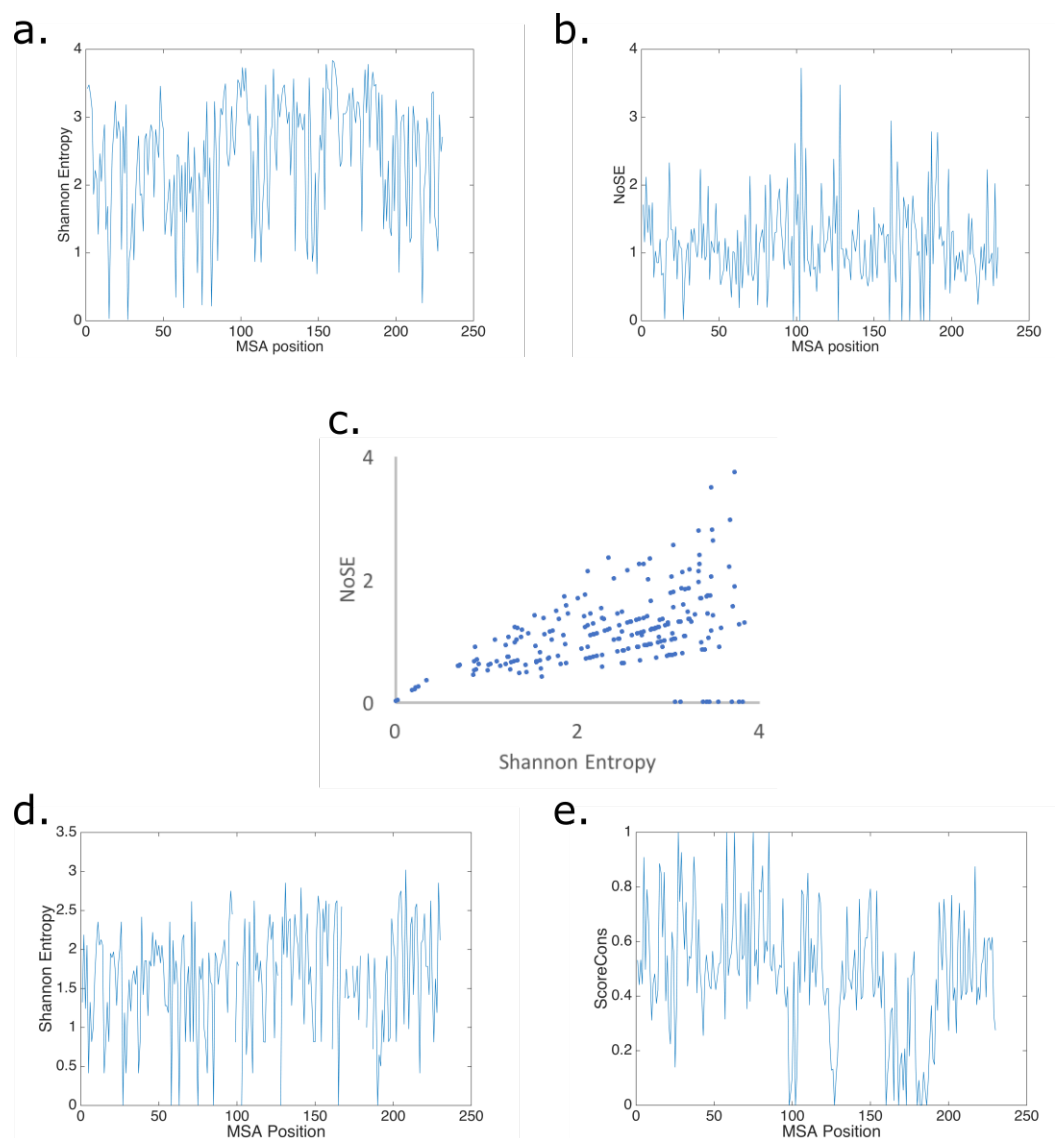 a.
4
3
2
1
0
Shannon Entropy
0 50 100 150 200 250
MSA position
b.
4
3
2
1
0
NoSE
0 50 100 150 200 250
MSA position
c.
4
2
0
NoSE
0 2 4
Shannon Entropy
d.
3.5
3
2.5
2
1.5
1
0.5
0
Shannon Entropy
0 50 100 150 200 250
MSA Position
e.
1
0.8
0.6
0.4
0.2
0
ScoreCons
0 50 100 150 200 250
MSA Position